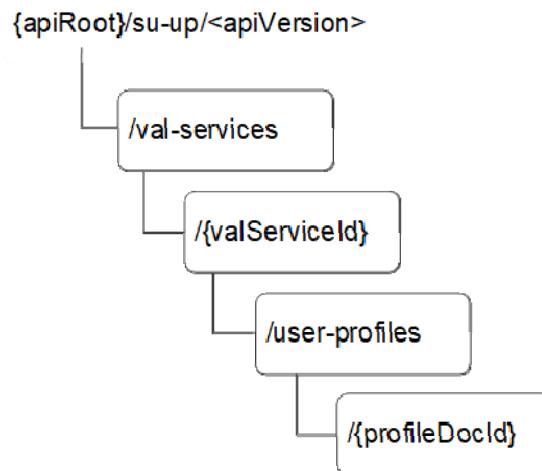 {apiRoot}/su-up/<apiVersion>
/val-services
/{valServiceId}
/user-profiles
/{profileDocId}